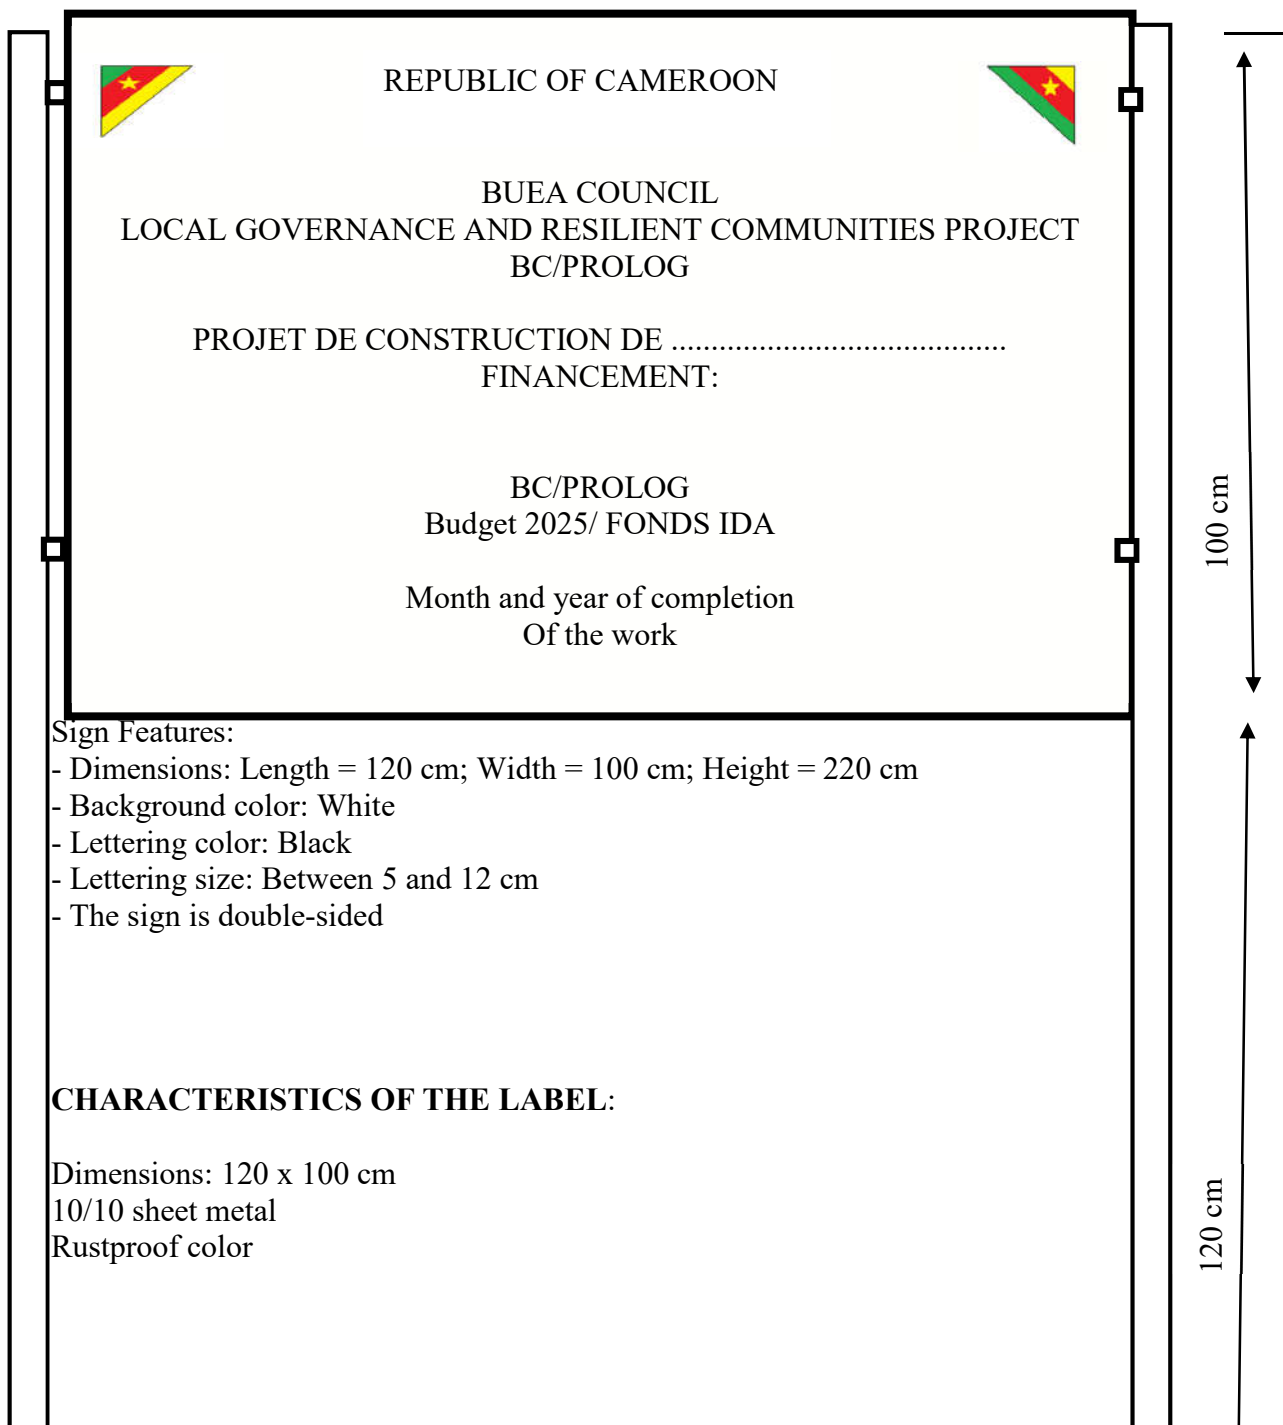 REPUBLIC OF CAMEROON
BUEA COUNCIL
LOCAL GOVERNANCE AND RESILIENT COMMUNITIES PROJECT
BC/PROLOG
PROJET DE CONSTRUCTION DE ..........................................
FINANCEMENT:
BC/PROLOG
Budget 2025/ FONDS IDA
Month and year of completion
Of the work
100 cm
Sign Features:
- Dimensions: Length = 120 cm; Width = 100 cm; Height = 220 cm
- Background color: White
- Lettering color: Black
- Lettering size: Between 5 and 12 cm
- The sign is double-sided
CHARACTERISTICS OF THE LABEL:
Dimensions: 120 x 100 cm
10/10 sheet metal
Rustproof color
120 cm